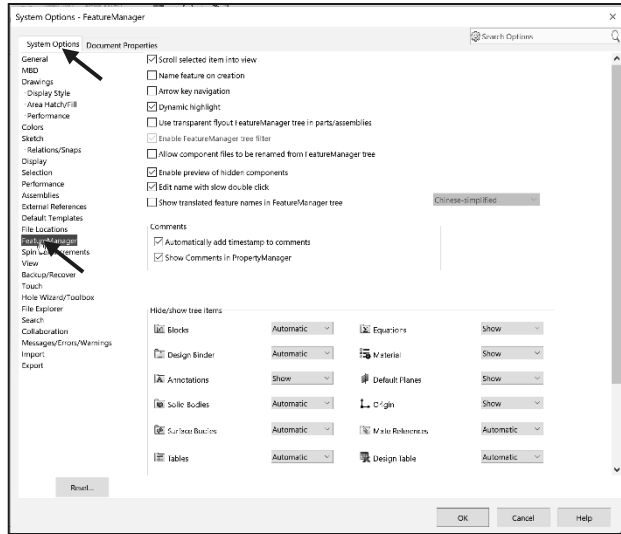 System Options - FeatureManager
System Options
Document Properties
Search Options
General
MBD
Drawings
Display Style
Area Hatch/Fill
Performance
Colors
Sketch
Relations/Snaps
Display
Selection
Performance
Assemblies
External References
Default Templates
File Locations
FeatureManager
Spin Increments
View
Backup/Recover
Touch
Hole Wizard/Toolbox
File Explorer
Search
Collaboration
Messages/Errors/Warnings
Import
Export
Reset...
Scroll selected item into view
Name feature on creation
Arrow key navigation
Dynamic highlight
Use transparent flyout FeatureManager tree in parts/assemblies
Enable FeatureManager tree filter
Allow component files to be renamed from FeatureManager tree
Enable preview of hidden components
Edit name with slow double click
Show translated feature names in FeatureManager tree
Chinese-simplified
Comments
Automatically add timestamp to comments
Show Comments in PropertyManager
Hide/show tree items
Blocks Automatic Equations Show
Design Binder Automatic Material Show
Annotations Show Default Planes Show
Solid Bodies Automatic Origin Show
Surface Bodies Automatic Mate References Automatic
Tables Automatic Design Table Automatic
OK Cancel Help